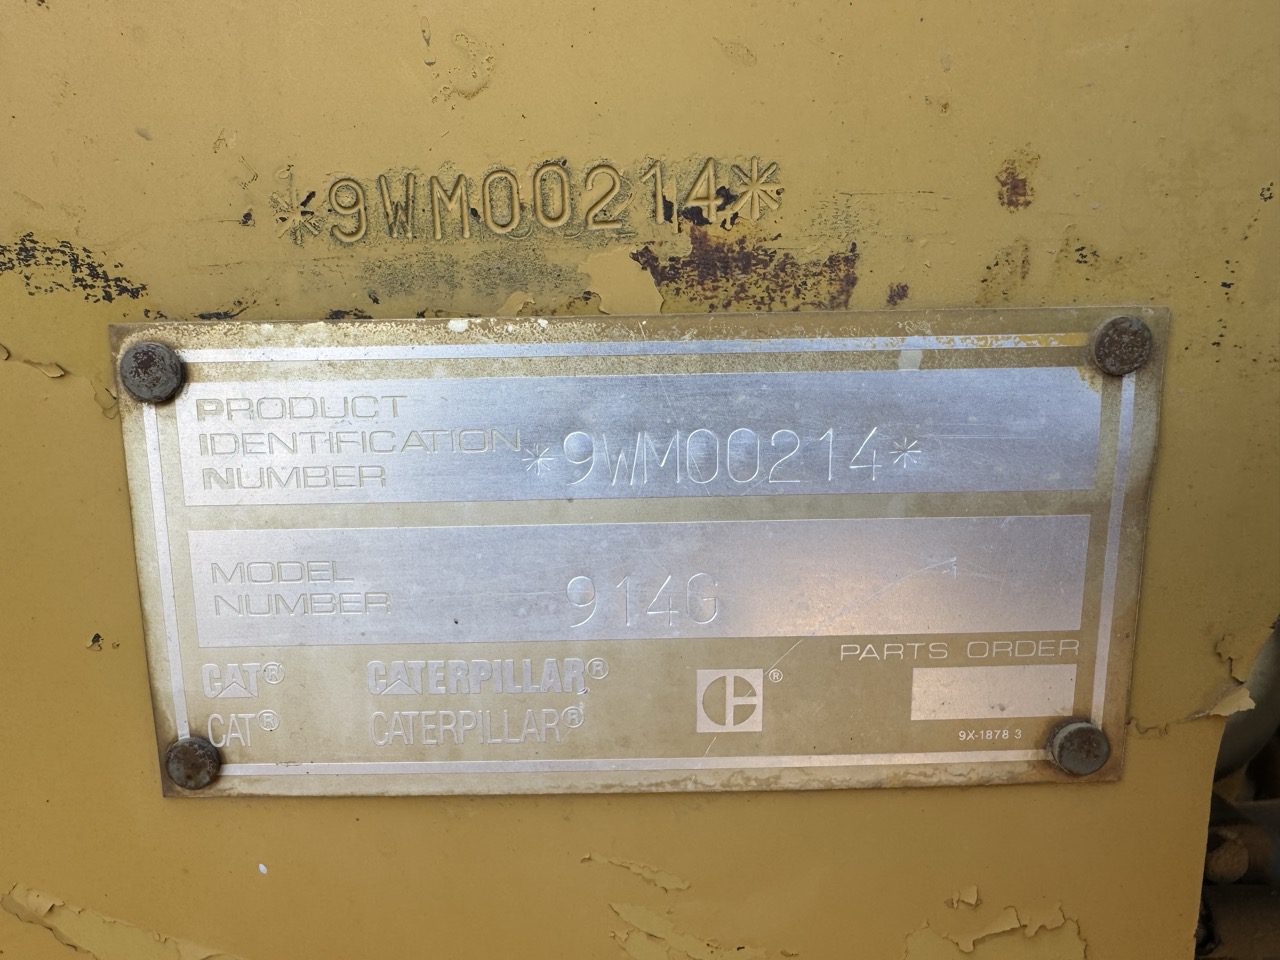 *9WM00214*
PRODUCT
IDENTIFICATION
NUMBER
*9WM00214*
MODEL
NUMBER
914G
PARTS ORDER
CAT® CATERPILLAR® C®
CAT® CATERPILLAR®
9X-1878 3